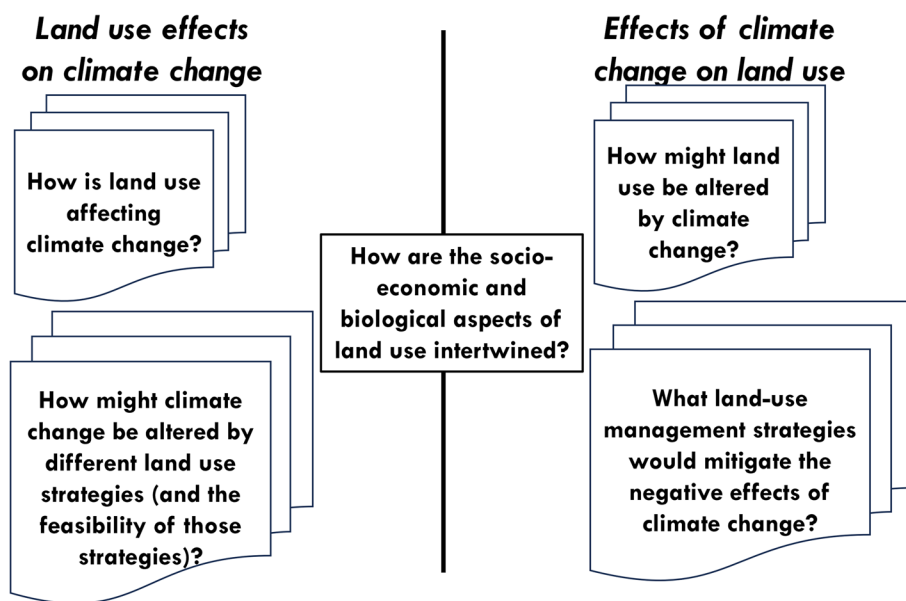 Land use effects
on climate change
How is land use
affecting
climate change?
How might climate
change be altered by
different land use
strategies (and the
feasibility of those
strategies)?
How are the socio-
economic and
biological aspects of
land use intertwined?
Effects of climate
change on land use
How might land
use be altered
by climate
change?
What land-use
management strategies
would mitigate the
negative effects of
climate change?